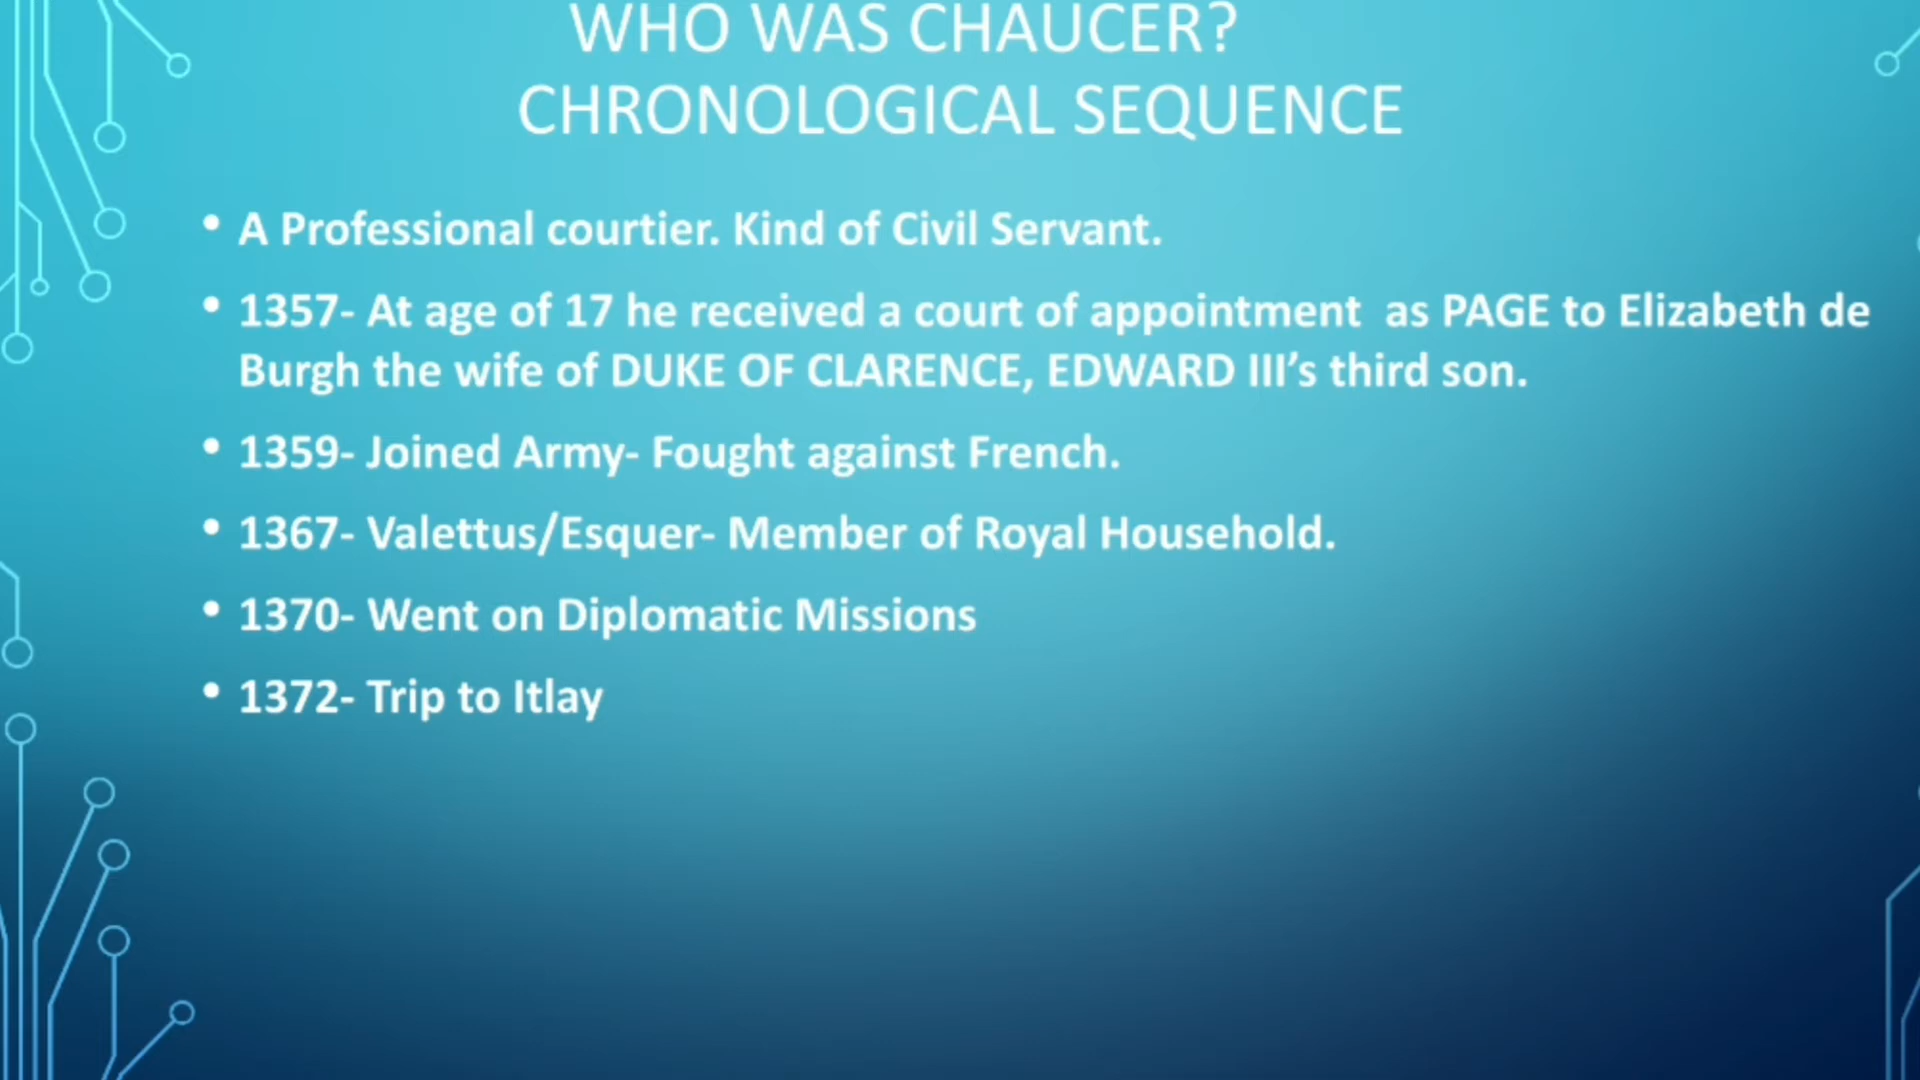 WHO WAS CHAUCER?
CHRONOLOGICAL SEQUENCE
• A Professional courtier. Kind of Civil Servant.
• 1357- At age of 17 he received a court of appointment as PAGE to Elizabeth de
Burgh the wife of DUKE OF CLARENCE, EDWARD III’s third son.
• 1359- Joined Army- Fought against French.
• 1367- Valettus/Esquer- Member of Royal Household.
• 1370- Went on Diplomatic Missions
• 1372- Trip to Itlay